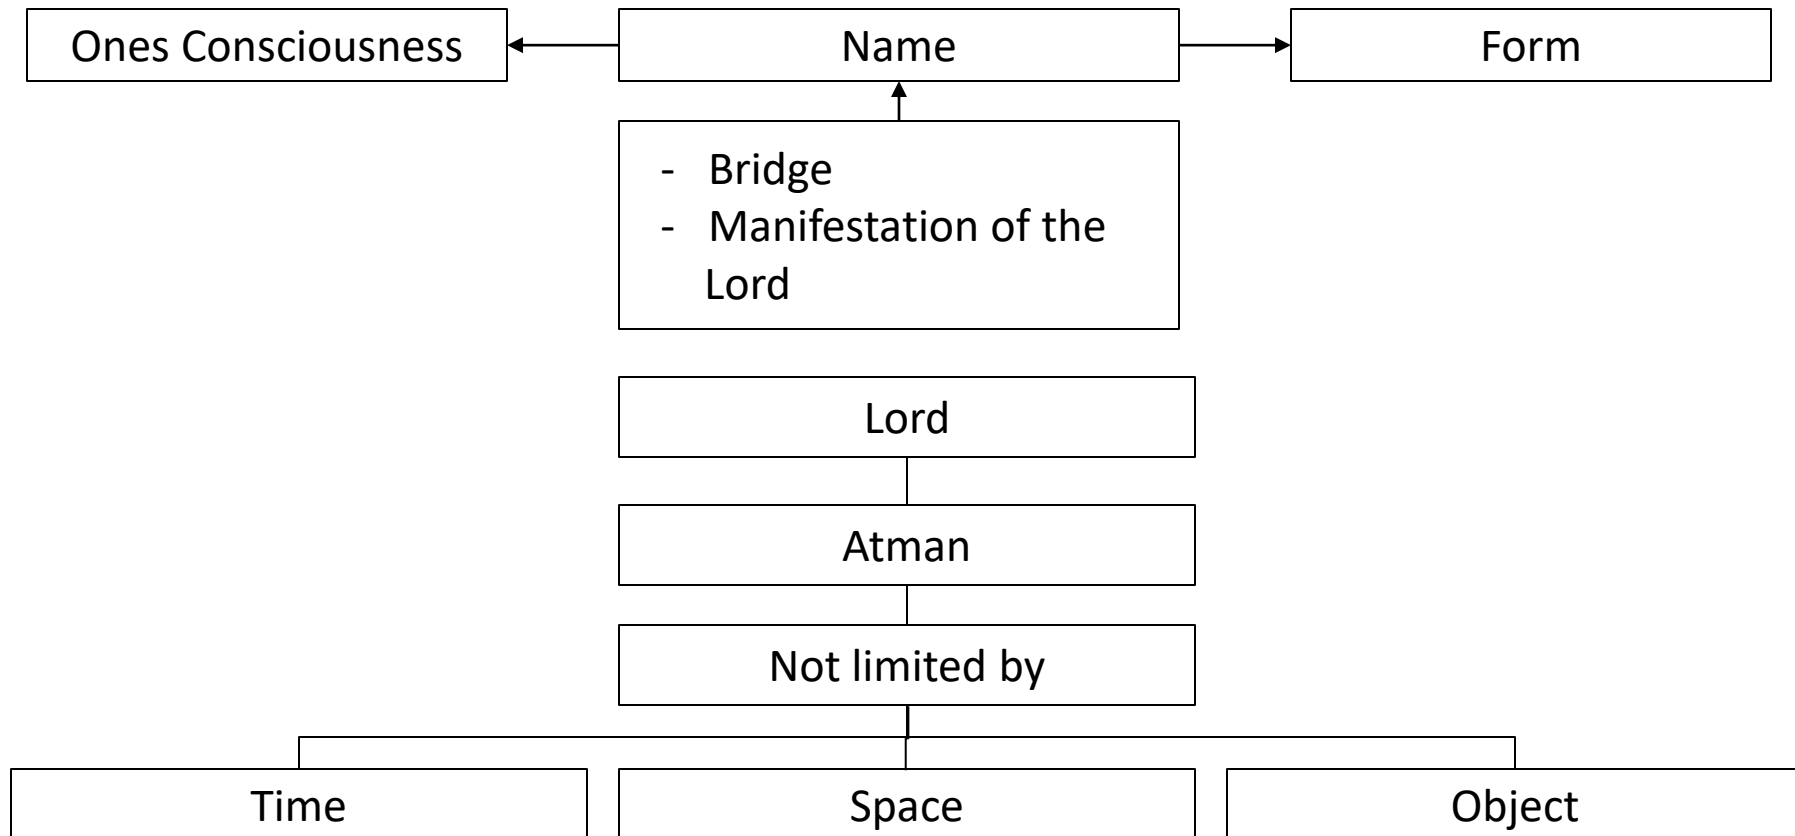 Ones Consciousness
Name
Form
- Bridge
- Manifestation of the
Lord
Lord
Atman
Not limited by
Time
Space
Object